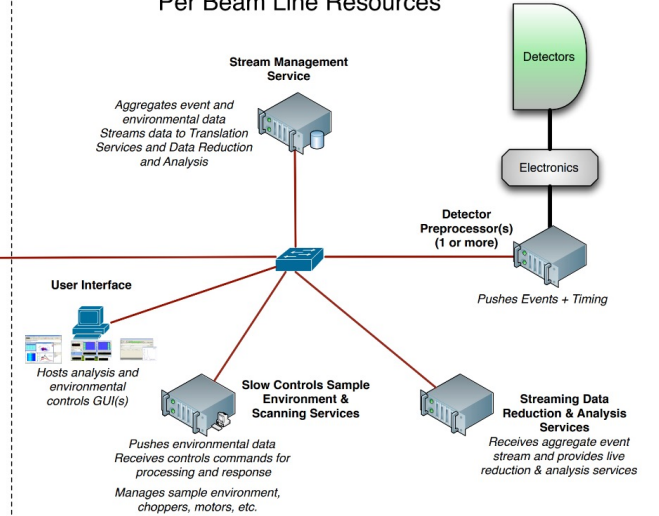 Per Beam Line Resources
Stream Management
Service
Aggregates event and
environmental data
Streams data to Translation
Services and Data Reduction
and Analysis
Detectors
Electronics
Detector
Preprocessor(s)
(1 or more)
Pushes Events + Timing
User Interface
Hosts analysis and
environmental
controls GUI(s)
Slow Controls Sample
Environment &
Scanning Services
Pushes environmental data
Receives controls commands for
processing and response
Manages sample environment,
choppers, motors, etc.
Streaming Data
Reduction & Analysis
Services
Receives aggregate event
stream and provides live
reduction & analysis services